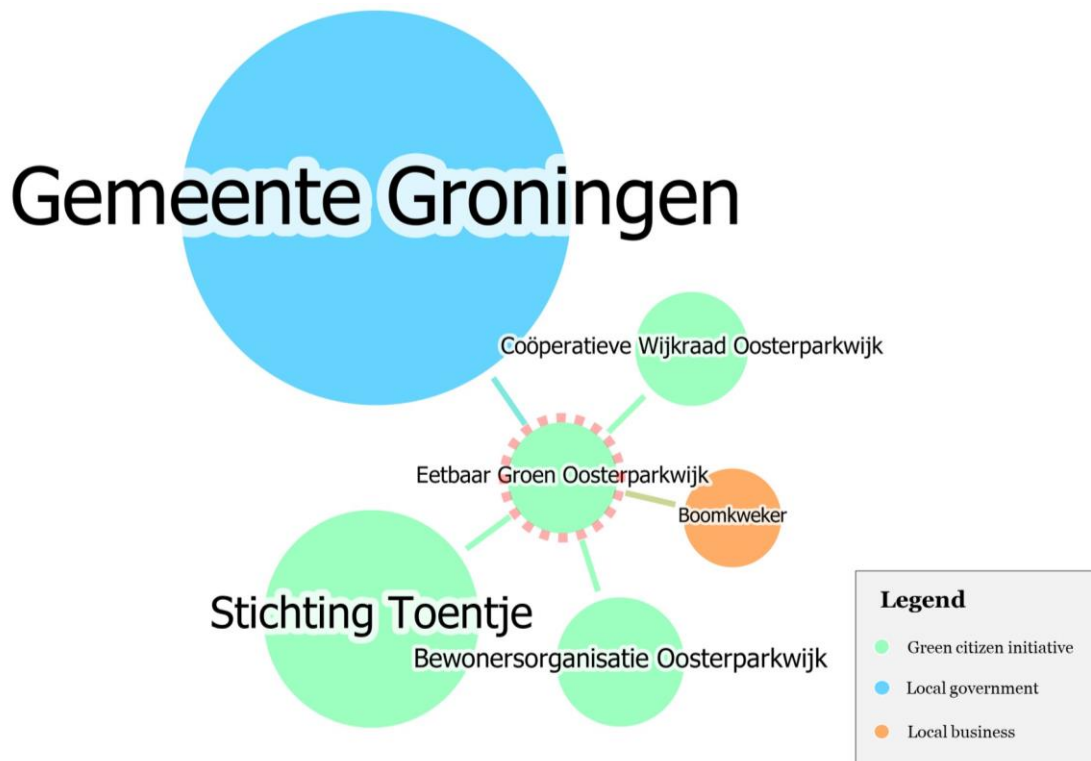 Gemeente Groningen
Coöperatieve Wijkraad Oosterparkwijk
Eetbaar Groen Oosterparkwijk
Boomkweker
Stichting Toentje
Bewonersorganisatie Oosterparkwijk
Legend
Green citizen initiative
Local government
Local business